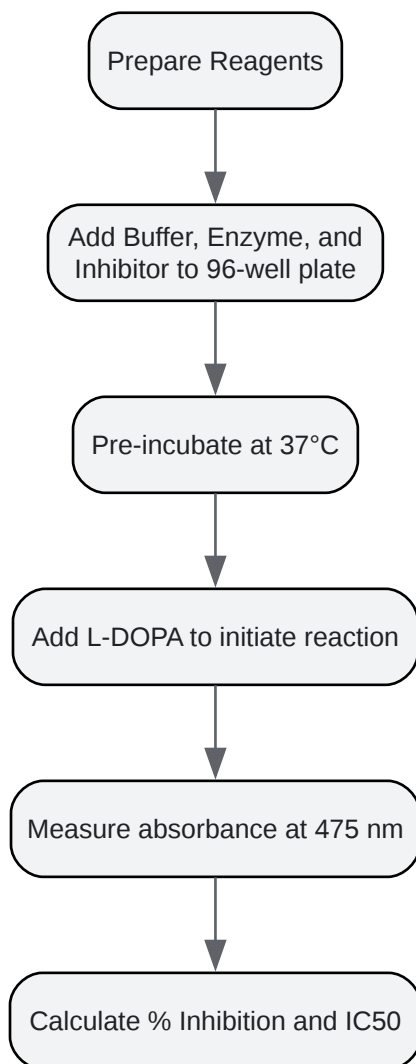 Prepare Reagents
Add Buffer, Enzyme, and
Inhibitor to 96-well plate
Pre-incubate at 37°C
Add L-DOPA to initiate reaction
Measure absorbance at 475 nm
Calculate % Inhibition and IC50